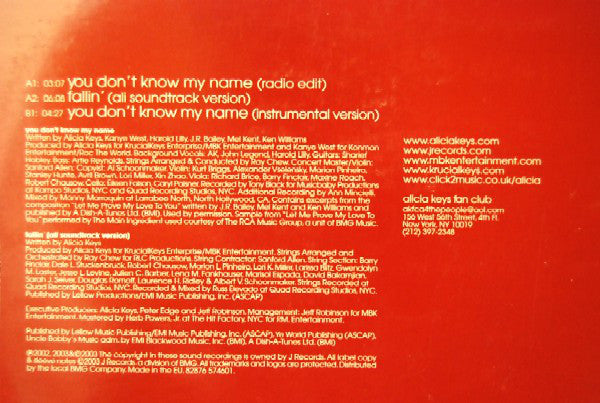 A1: 03:07 you don't know my name (radio edit)
A2: 06:08 fallin' (ali soundtrack version)
B1: 04:27 you don't know my name (instrumental version)
you don't know my name
Written by Alicia Keys, Kanye West, Harold Lilly, J.R. Bailey, Mel Kent, Ken Williams
Produced by Alicia Keys for KrucialKeys Enterprise/MBK Entertainment and Kanye West for Konman
Entertainment/Roc The World. Background Vocals: AK, John Legend, Harold Lilly. Guitars: Sharief
Hobley. Bass: Artie Reynolds. Strings Arranged & Conducted by Ray Chew. Concert Master/Violin:
Sanford Allen. Copyist: Al Schoonmaker. Violin: Kurt Briggs, Alexander Vselensky, Marion Pinheiro,
Stanley Hunte, Avril Brown, Lori Miller, Xin Zhao. Viola: Richard Brice, Barry Finclair, Maxine Roach,
Robert Chausow. Cello: Eileen Folson, Caryl Paisner. Recorded by Tony Black for Musicbaby Productions
at Kampo Studios, NYC, and Quad Recording Studios, NYC. Additional Recording by Ann Mincieli.
Mixed by Manny Marroquin at Larrabee North, North Hollywood, CA. Contains excerpts from the
composition "Let Me Prove My Love To You" written by J.R. Bailey, Mel Kent and Ken Williams and
published by A Dish-A-Tunes Ltd. (BMI). Used by permission. Sample from "Let Me Prove My Love To
You" performed by The Main Ingredient used courtesy of The RCA Music Group, a unit of BMG Music.
fallin' (ali soundtrack version)
Written by Alicia Keys
Produced by Alicia Keys for KrucialKeys Enterprise/MBK Entertainment. Strings Arranged and
Orchestrated by Ray Chew for RLC Productions. String Contractor: Sanford Allen. String Section: Barry
Finclair, Dale L. Stuckenbruck, Robert Chausow, Marion L. Pinheiro, Lori K. Miller, Larissa Blitz, Gwendolyn
M. Laster, Jesse L. Levine, Julien C. Barber, Lena M. Fankhauser, Marisol Espada, David Bakamjian,
Sarah J. Seiver, Douglas Romoff, Laurence H. Ridley & Albert V. Schoonmaker. Strings Recorded at
Quad Recording Studios, NYC. Recorded & Mixed by Russ Elevado at Quad Recording Studios, NYC.
Published by Lellow Productions/EMI Music Publishing, Inc. (ASCAP)
Executive Producers: Alicia Keys, Peter Edge and Jeff Robinson. Management: Jeff Robinson for MBK
Entertainment. Mastered by Herb Powers, Jr. at The Hit Factory, NYC for P.M. Entertainment.
Published by Lellow Music Publishing/EMI Music Publishing, Inc. (ASCAP), Ye World Publishing (ASCAP),
Uncle Bobby's Music adm. by EMI Blackwood Music Inc. (BMI), A Dish-A-Tunes Ltd. (BMI)
℗2002, 2003&©2003 The copyright in these sound recordings is owned by J Records. All label copy
& sleeve notes ©2003 J Records, a division of BMG. All trademarks and logos are protected. Distributed
by the local BMG Company. Made in the EU. 82876 574601.
www.aliciakeys.com
www.jrecords.com
www.mbkentertainment.com
www.krucialkeys.com
www.click2music.co.uk/alicia
alicia keys fan club
akfca4thepeople@aol.com
156 West 56th Street, 4th Fl.
New York, NY 10019
(212) 397-2348